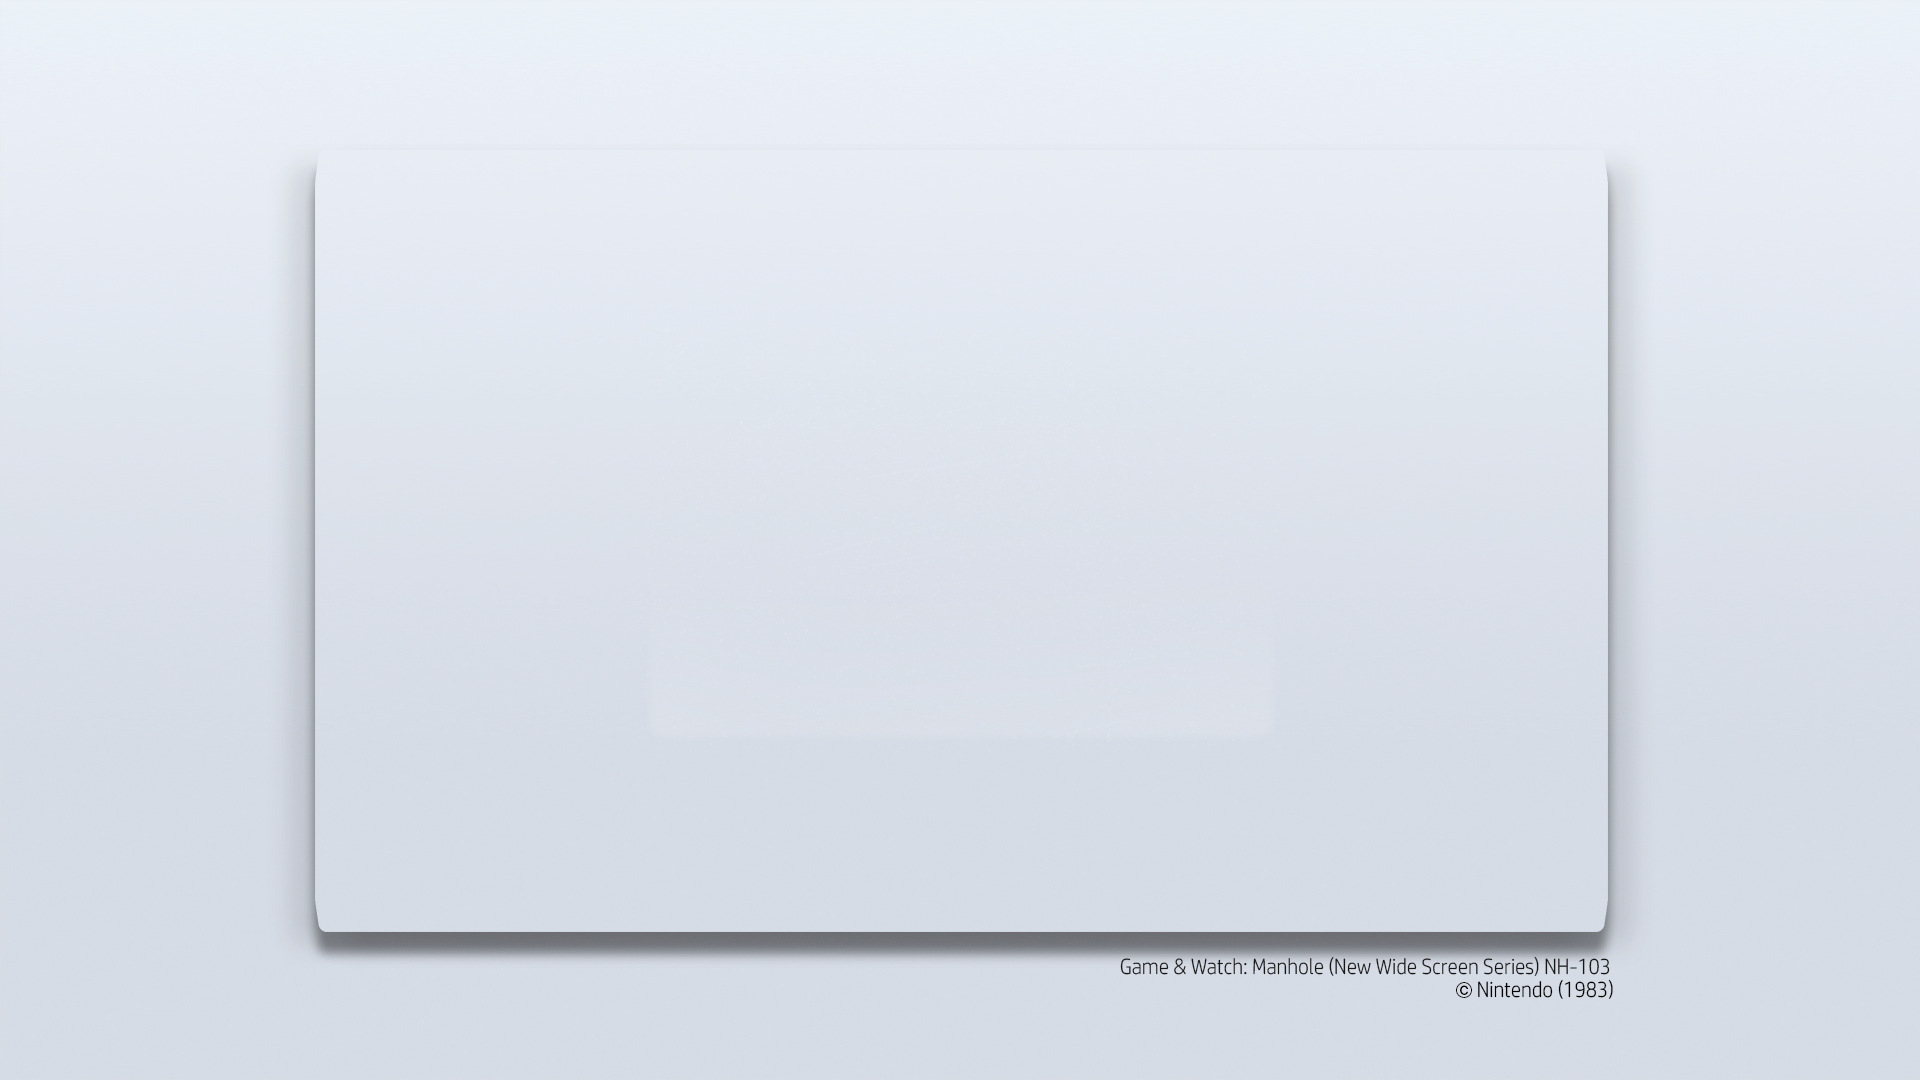 Game & Watch: Manhole (New Wide Screen Series) NH-103
© Nintendo (1983)